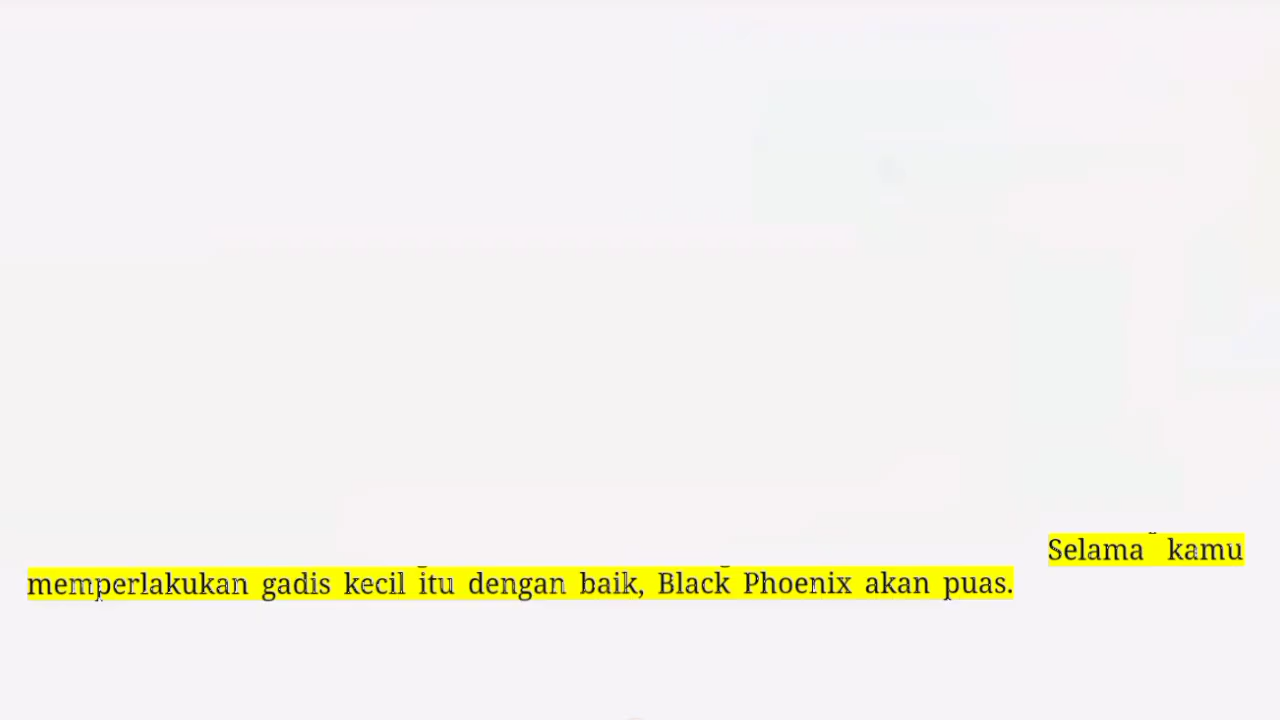 Selama kamu
memperlakukan gadis kecil itu dengan baik, Black Phoenix akan puas.